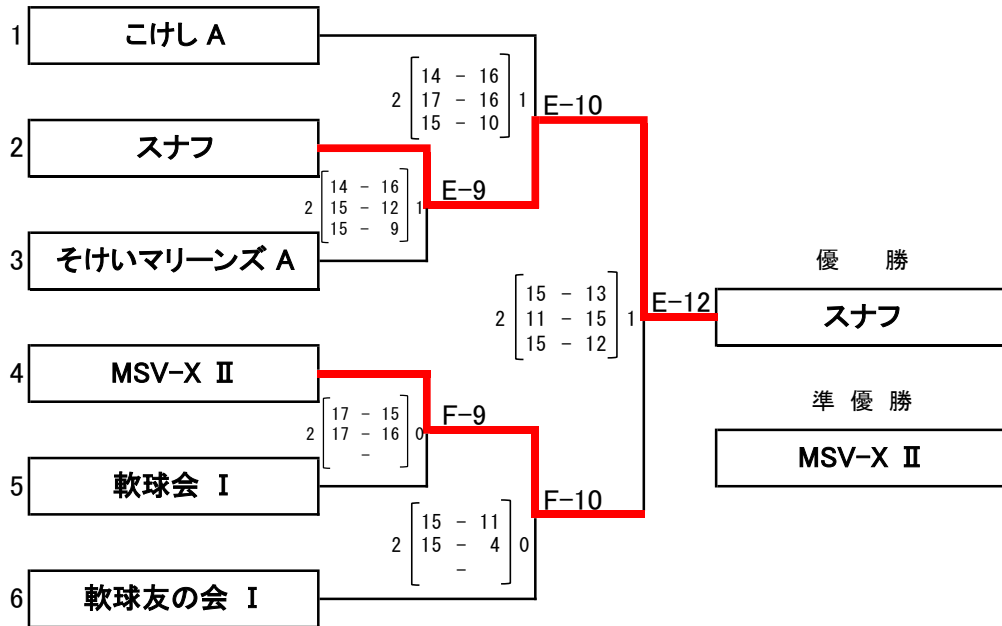 1 こけし A
14 - 16
2 17 - 16 1 E-10
15 - 10
2 スナフ
14 - 16 E-9
2 15 - 12 1
15 - 9
3 そけいマリーンズ A
優 勝
15 - 13 E-12
2 11 - 15 1
15 - 12
スナフ
4 MSV-X Ⅱ
準 優 勝
17 - 15 F-9
2 17 - 16 0
-
MSV-X Ⅱ
5 軟球会 Ⅰ
F-10
15 - 11
2 15 - 4 0
-
6 軟球友の会 Ⅰ